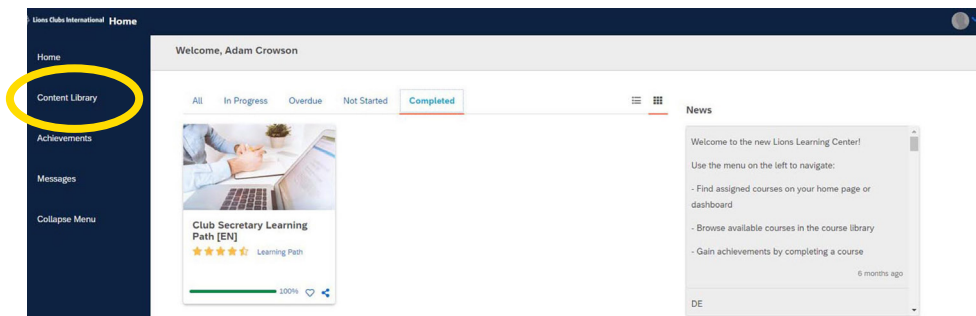 Lions Clubs International Home
Home
Content Library
Achievements
Messages
Collapse Menu
Welcome, Adam Crowson
All In Progress Overdue Not Started Completed
Club Secretary Learning
Path [EN]
Learning Path
100%
News
Welcome to the new Lions Learning Center!
Use the menu on the left to navigate:
- Find assigned courses on your home page or
dashboard
- Browse available courses in the course library
- Gain achievements by completing a course
6 months ago
DE